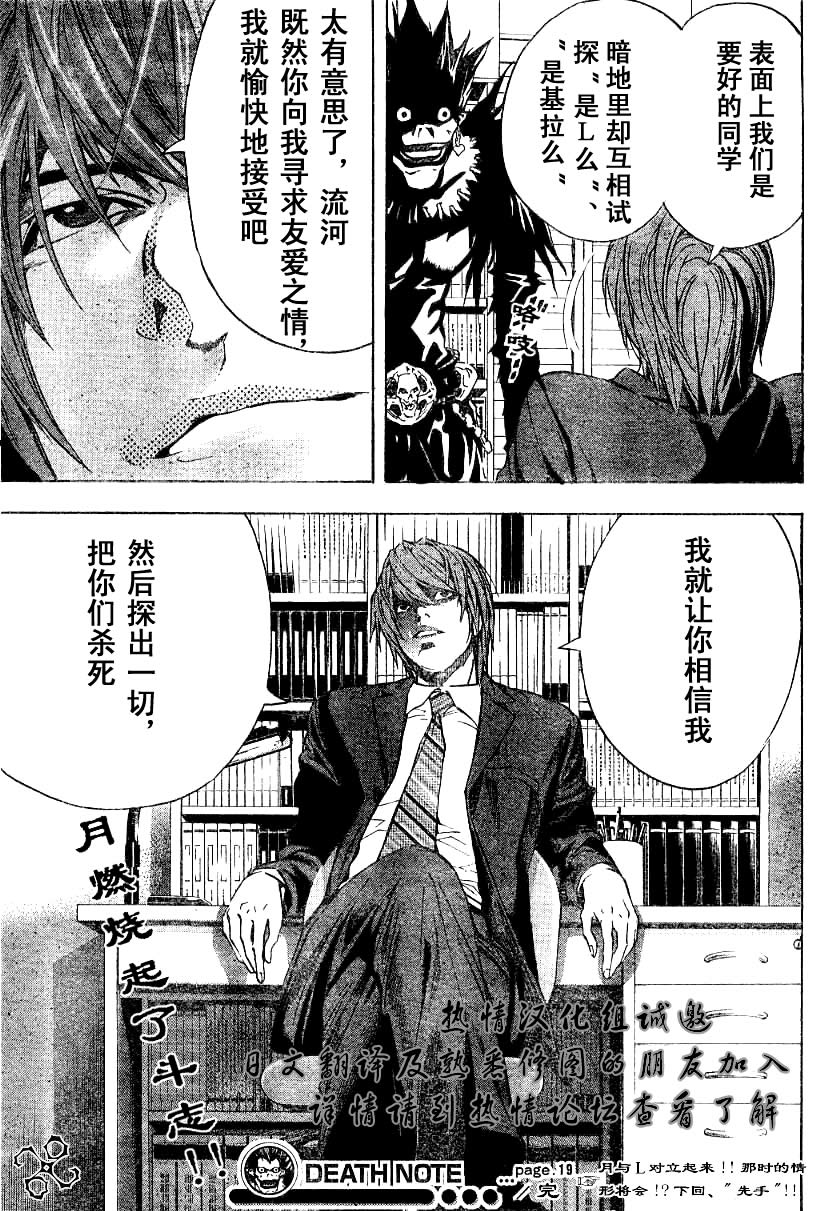 表面上我们是
要好的同学
暗地里却互相试
探"是L么"、
"是基拉么"
咯吱!
太有意思了，流河
既然你向我寻求友爱之情，
我就愉快地接受吧
我就让你相信我
然后探出一切，
把你们杀死
月燃烧起了斗志!!
热情汉化组诚邀
日文翻译及熟悉修图的朋友加入
详情请到热情论坛查看了解
DEATH NOTE
...page.19
/完
月与L对立起来!!那时的情
形将会!?下回、"先手"!!